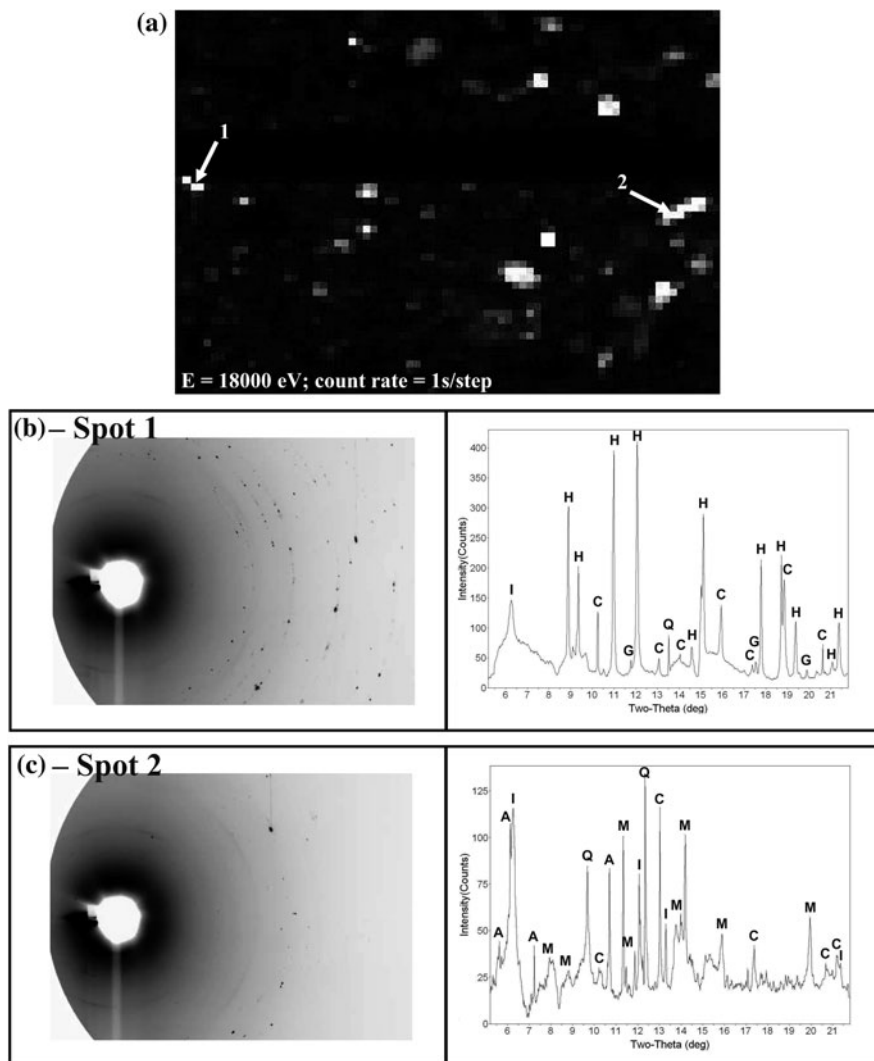 (a)
1
2
E = 18000 eV; count rate = 1s/step
(b) – Spot 1
400
350
300
250
200
150
100
50
0
Intensity(Counts)
I
H
H
C
H
G
H
C
Q
C
H
H
C
C
G
H
H
C
H
G
C
H
H
6 7 8 9 10 11 12 13 14 15 16 17 18 19 20 21
Two-Theta (deg)
(c) – Spot 2
125
100
75
50
25
0
Intensity(Counts)
A
A
I
A
M
M
Q
C
A
M
M
I
Q
C
I
M
M
M
C
M
C
C
I
6 7 8 9 10 11 12 13 14 15 16 17 18 19 20 21
Two-Theta (deg)